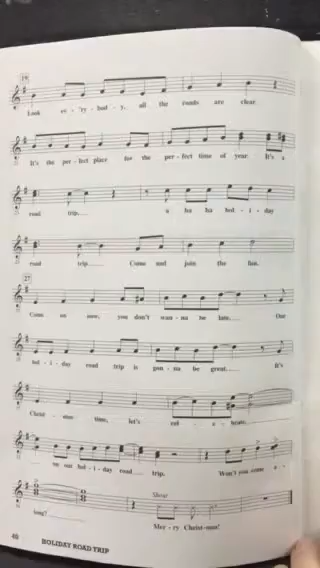 19
Look ev - 'ry - bod - y, all the roads are clear.
It's the per - fect place for the per - fect time of year. It's a
road trip, a ha ha hol - i - day
road trip. Come and join the fun.
27
Come on now, you don't wan - na be late. Our
hol - i - day road trip is gon - na be great. It's
Christ - mas time, let's cel - e - brate
on our hol - i - day road trip. Won't you come a -
long?
Shout
Mer - ry Christ - mas!
40 HOLIDAY ROAD TRIP